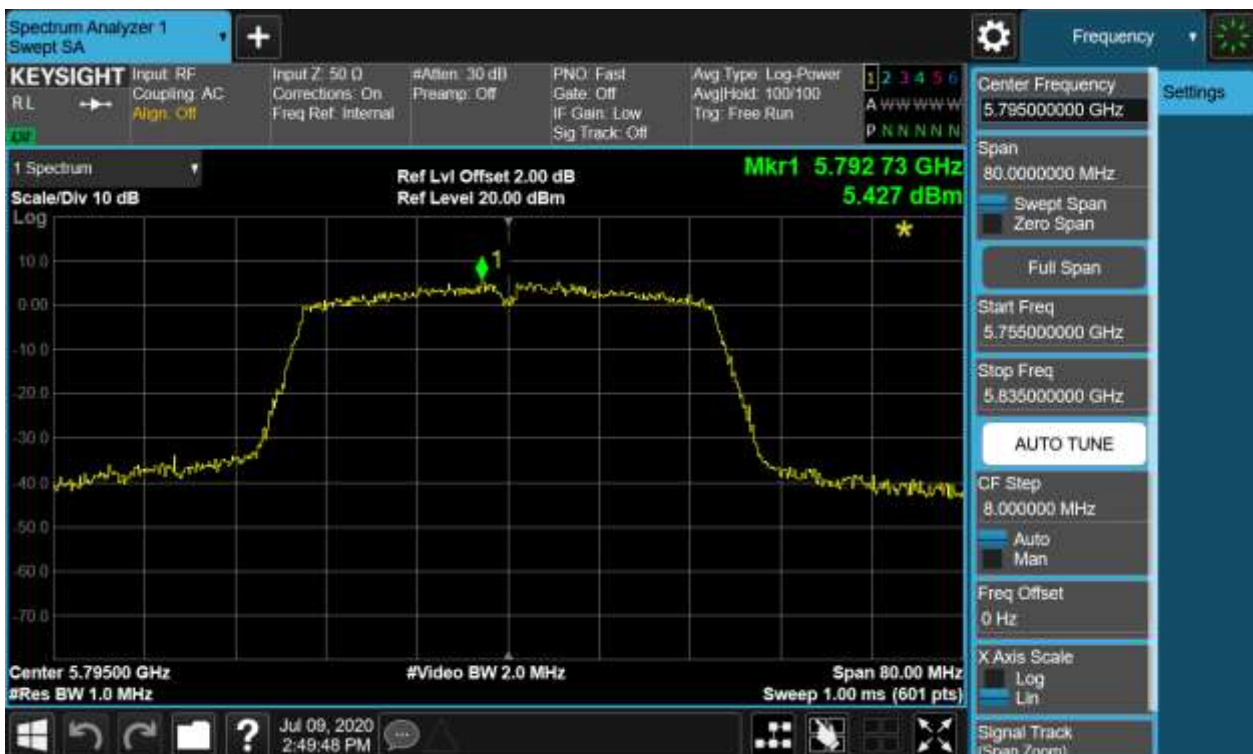 Spectrum Analyzer 1
Swept SA
Frequency
KEYSIGHT
RL
Input: RF
Coupling: AC
Align: Off
Input Z: 50 Ω
Corrections: On
Freq Ref: Internal
#Atten: 30 dB
Preamp: Off
PNO: Fast
Gate: Off
IF Gain: Low
Sig Track: Off
Avg Type: Log-Power
Avg|Hold: 100/100
Trig: Free Run
1 2 3 4 5 6
A W W W W W
P N N N N N
1 Spectrum
Scale/Div 10 dB
Log
Ref Lvl Offset 2.00 dB
Ref Level 20.00 dBm
Mkr1 5.792 73 GHz
5.427 dBm
1
10.0
0.00
-10.0
-20.0
-30.0
-40.0
-50.0
-60.0
-70.0
Center 5.79500 GHz
#Res BW 1.0 MHz
#Video BW 2.0 MHz
Span 80.00 MHz
Sweep 1.00 ms (601 pts)
Jul 09, 2020
2:49:48 PM
Center Frequency
5.795000000 GHz
Settings
Span
80.0000000 MHz
Swept Span
Zero Span
Full Span
Start Freq
5.755000000 GHz
Stop Freq
5.835000000 GHz
AUTO TUNE
CF Step
8.000000 MHz
Auto
Man
Freq Offset
0 Hz
X Axis Scale
Log
Lin
Signal Track
(Span Zoom)